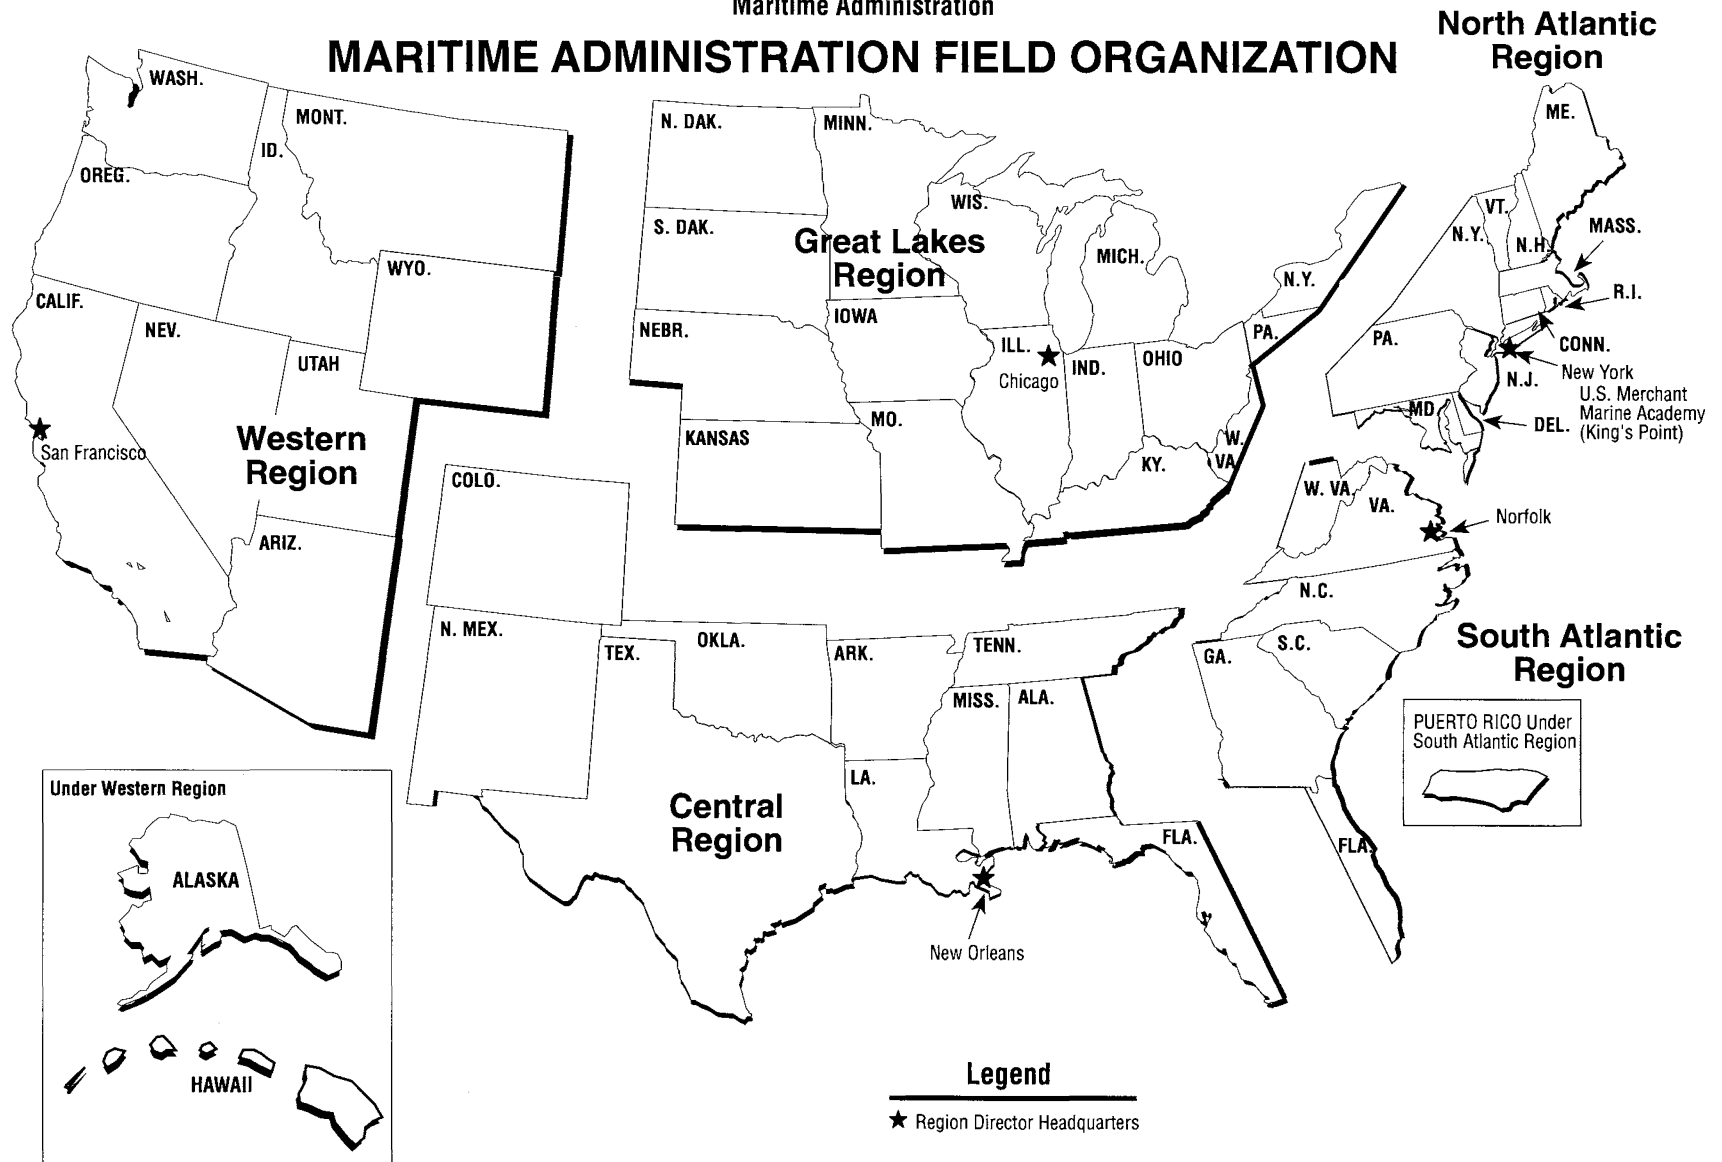 Maritime Administration
MARITIME ADMINISTRATION FIELD ORGANIZATION
North Atlantic
Region
WASH.
MONT.
ID.
OREG.
WYO.
CALIF.
NEV.
UTAH
San Francisco
Western
Region
ARIZ.
N. DAK.
MINN.
S. DAK.
WIS.
Great Lakes
Region
MICH.
N.Y.
NEBR.
IOWA
ILL.
Chicago
IND.
OHIO
PA.
KANSAS
MO.
KY.
W.
VA.
ME.
VT.
N.Y.
N.H.
MASS.
R.I.
CONN.
PA.
New York
N.J.
U.S. Merchant
Marine Academy
(King's Point)
MD
DEL.
COLO.
N. MEX.
TEX.
OKLA.
ARK.
TENN.
MISS.
ALA.
LA.
Central
Region
FLA.
New Orleans
W. VA.
VA.
Norfolk
N.C.
South Atlantic
Region
GA.
S.C.
PUERTO RICO Under
South Atlantic Region
FLA.
Under Western Region
ALASKA
HAWAII
Legend
★ Region Director Headquarters